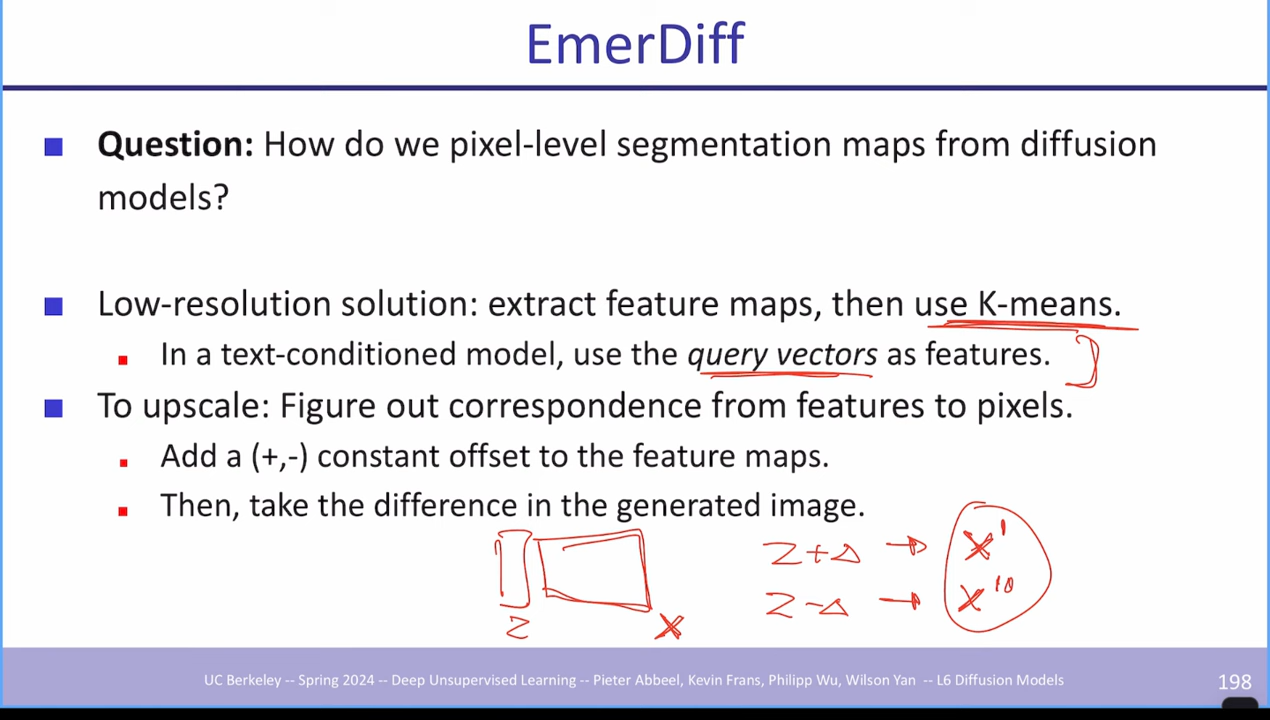 EmerDiff
Question: How do we pixel-level segmentation maps from diffusion
models?
Low-resolution solution: extract feature maps, then use K-means.
In a text-conditioned model, use the query vectors as features.
To upscale: Figure out correspondence from features to pixels.
Add a (+,-) constant offset to the feature maps.
Then, take the difference in the generated image.
z x
z+Δ → x'
z-Δ → x''
UC Berkeley -- Spring 2024 -- Deep Unsupervised Learning -- Pieter Abbeel, Kevin Frans, Philipp Wu, Wilson Yan -- L6 Diffusion Models
198